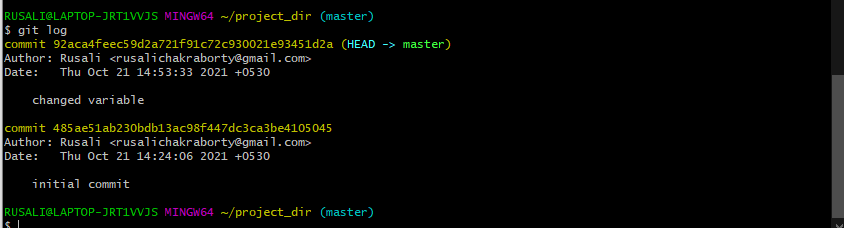 RUSALI@LAPTOP-JRT1VVJS MINGW64 ~/project_dir (master)
$ git log
commit 92aca4feec59d2a721f91c72c930021e93451d2a (HEAD -> master)
Author: Rusali <rusalichakraborty@gmail.com>
Date:   Thu Oct 21 14:53:33 2021 +0530
    changed variable
commit 485ae51ab230bdb13ac98f447dc3ca3be4105045
Author: Rusali <rusalichakraborty@gmail.com>
Date:   Thu Oct 21 14:24:06 2021 +0530
    initial commit
RUSALI@LAPTOP-JRT1VVJS MINGW64 ~/project_dir (master)
$